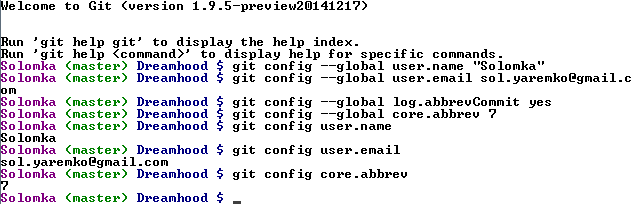 Welcome to Git (version 1.9.5-preview20141217)
Run 'git help git' to display the help index.
Run 'git help <command>' to display help for specific commands.
Solomka (master) Dreamhood $ git config --global user.name "Solomka"
Solomka (master) Dreamhood $ git config --global user.email sol.yaremko@gmail.c
om
Solomka (master) Dreamhood $ git config --global log.abbrevCommit yes
Solomka (master) Dreamhood $ git config --global core.abbrev 7
Solomka (master) Dreamhood $ git config user.name
Solomka
Solomka (master) Dreamhood $ git config user.email
sol.yaremko@gmail.com
Solomka (master) Dreamhood $ git config core.abbrev
7
Solomka (master) Dreamhood $ _